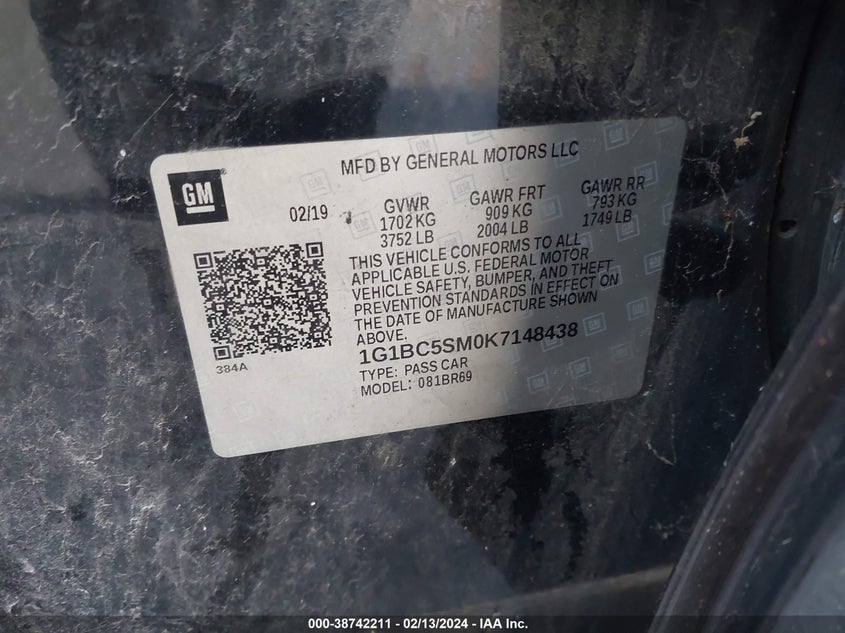 MFD BY GENERAL MOTORS LLC
GM
02/19
GVWR
1702 KG
3752 LB
GAWR FRT
909 KG
2004 LB
GAWR RR
793 KG
1749 LB
THIS VEHICLE CONFORMS TO ALL
APPLICABLE U.S. FEDERAL MOTOR
VEHICLE SAFETY, BUMPER, AND THEFT
PREVENTION STANDARDS IN EFFECT ON
THE DATE OF MANUFACTURE SHOWN
ABOVE.
384A
1G1BC5SM0K7148438
TYPE: PASS CAR
MODEL: 081BR69
000-38742211 - 02/13/2024 - IAA Inc.